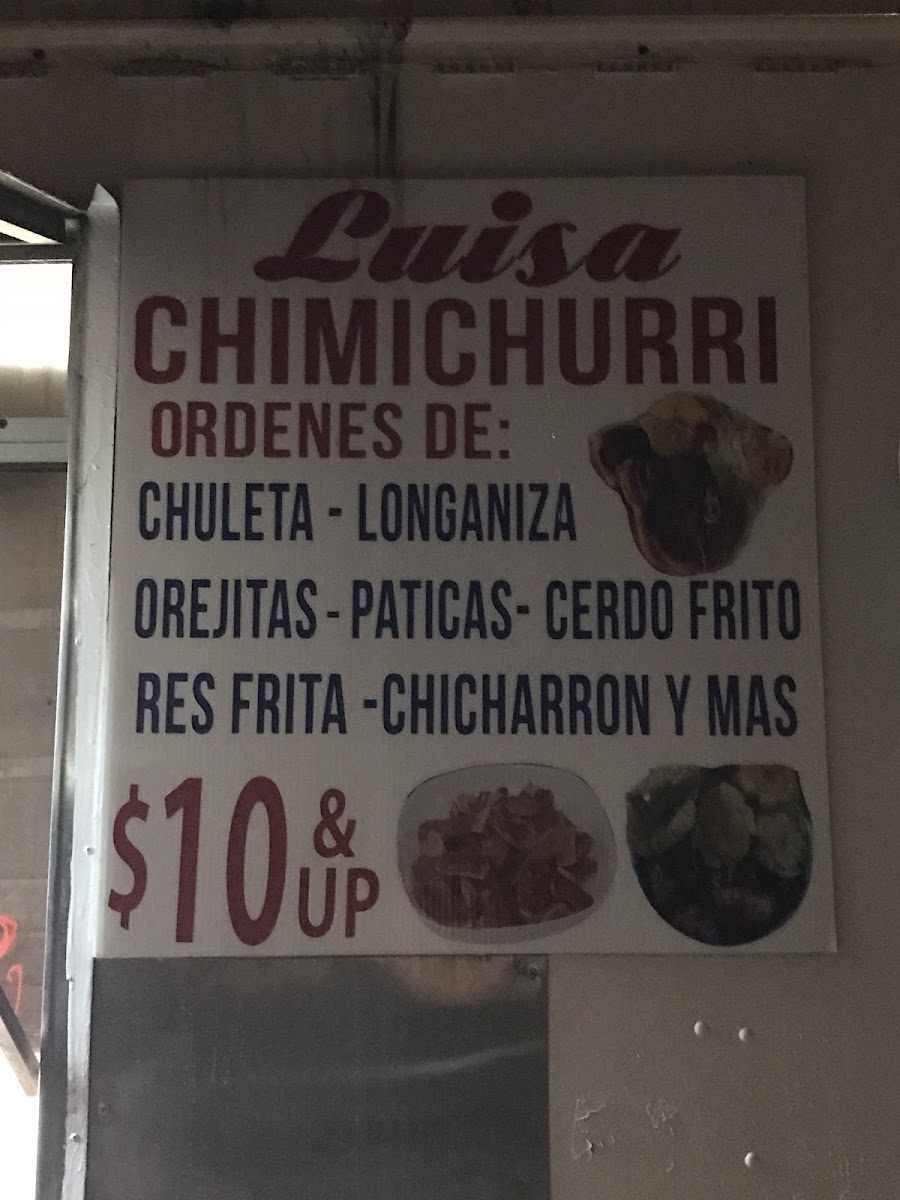 Luisa
CHIMICHURRI
ORDENES DE:
CHULETA - LONGANIZA
OREJITAS - PATICAS - CERDO FRITO
RES FRITA - CHICHARRON Y MAS
$10 & UP